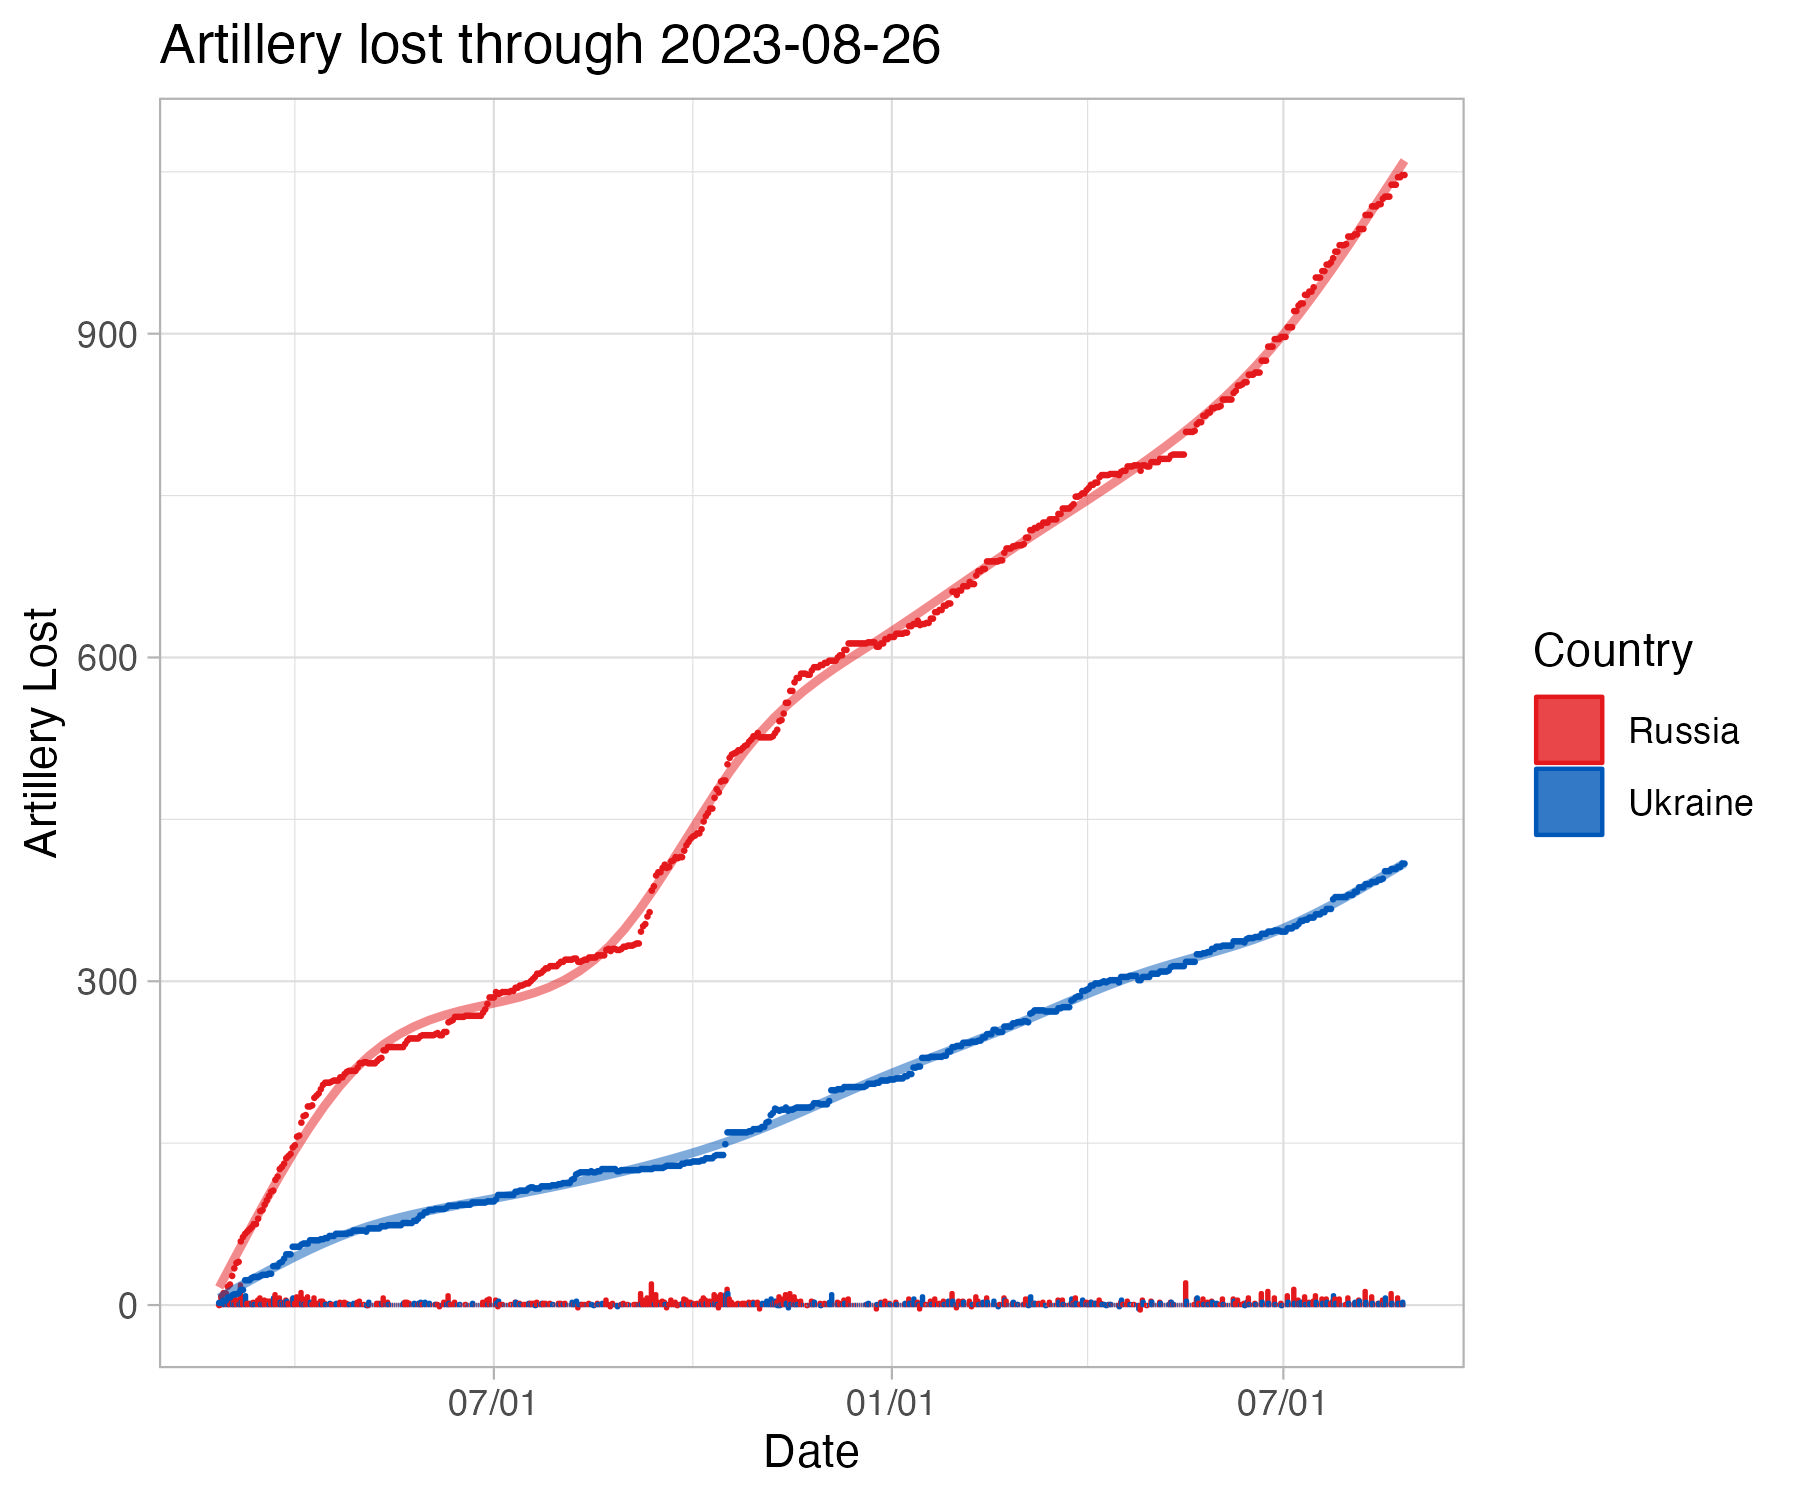 Artillery lost through 2023-08-26
Artillery Lost
900
600
300
0
07/01
01/01
07/01
Date
Country
Russia
Ukraine